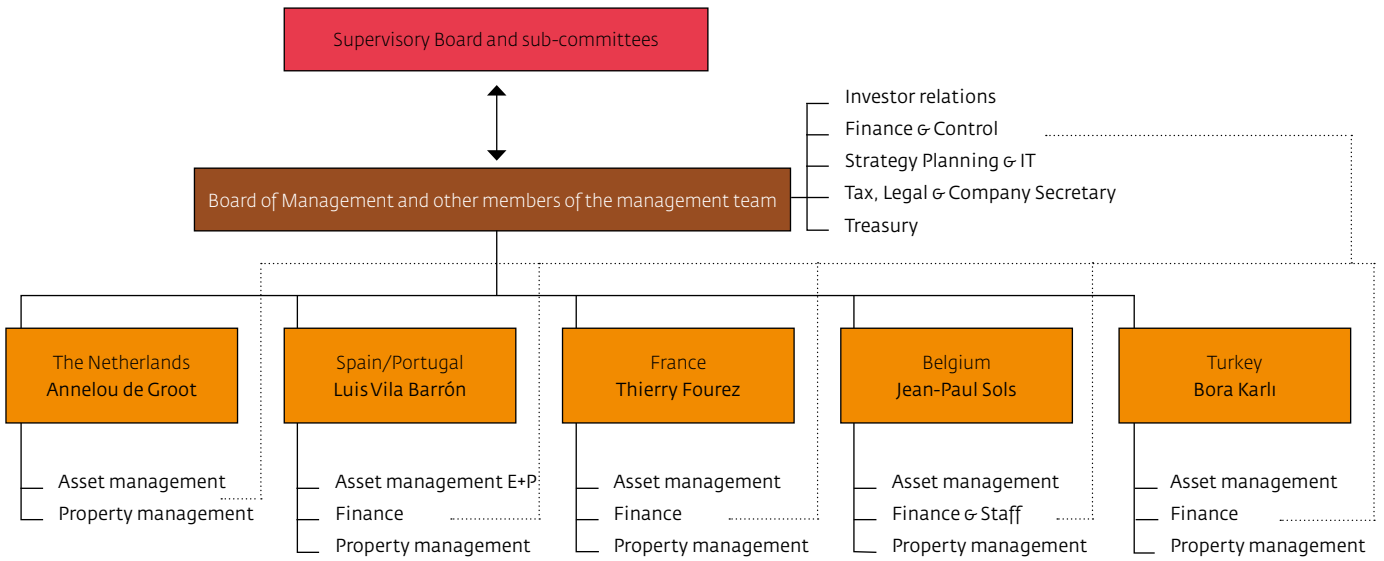 Supervisory Board and sub-committees
Investor relations
Finance & Control
Strategy Planning & IT
Board of Management and other members of the management team
Tax, Legal & Company Secretary
Treasury
The Netherlands
Annelou de Groot
Spain/Portugal
Luis Vila Barrón
France
Thierry Fourez
Belgium
Jean-Paul Sols
Turkey
Bora Karlı
Asset management
Property management
Asset management E+P
Finance
Property management
Asset management
Finance
Property management
Asset management
Finance & Staff
Property management
Asset management
Finance
Property management